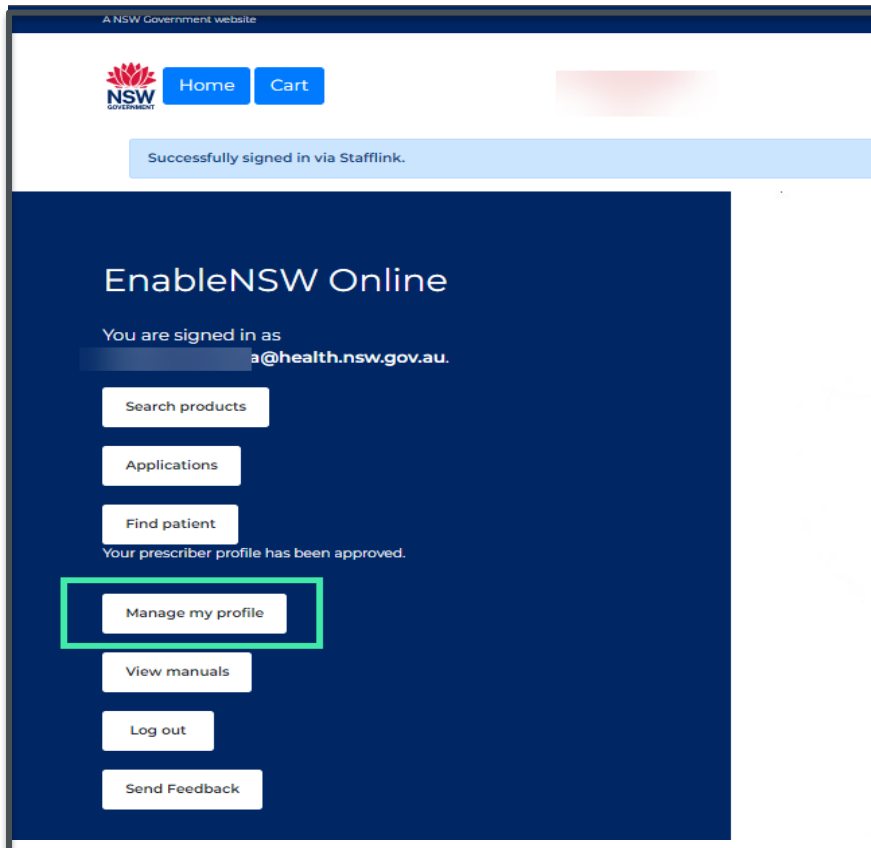 A NSW Government website
NSW
GOVERNMENT
Home Cart
Successfully signed in via Stafflink.
EnableNSW Online
You are signed in as
a@health.nsw.gov.au.
Search products
Applications
Find patient
Your prescriber profile has been approved.
Manage my profile
View manuals
Log out
Send Feedback